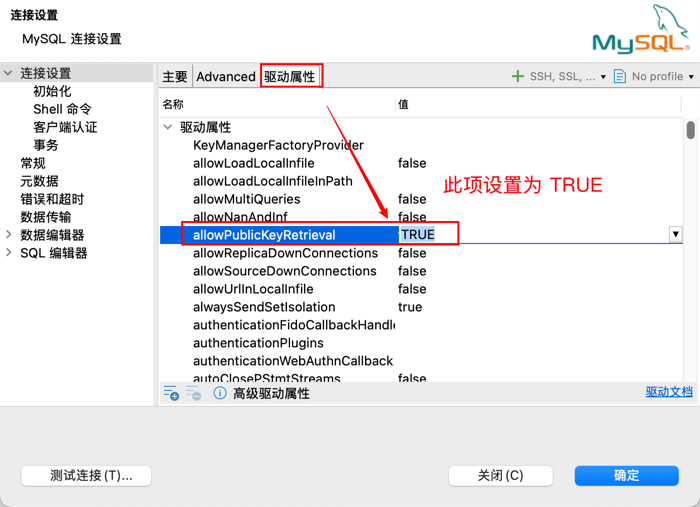 连接设置
MySQL 连接设置
MySQL
连接设置
初始化
Shell 命令
客户端认证
事务
常规
元数据
错误和超时
数据传输
数据编辑器
SQL 编辑器
主要 Advanced 驱动属性 SSH, SSL, ... No profile
名称 值
驱动属性
KeyManagerFactoryProvider
allowLoadLocalInfile false
allowLoadLocalInfileInPath
allowMultiQueries false
allowNanAndInf false
allowPublicKeyRetrieval TRUE
allowReplicaDownConnections false
allowSourceDownConnections false
allowUrlInLocalInfile false
alwaysSendSetIsolation true
authenticationFidoCallbackHandle
authenticationPlugins
authenticationWebAuthnCallback
autoClosePStmtStreams false
此项设置为 TRUE
高级驱动属性 驱动文档
测试连接 (T)... 关闭 (C) 确定